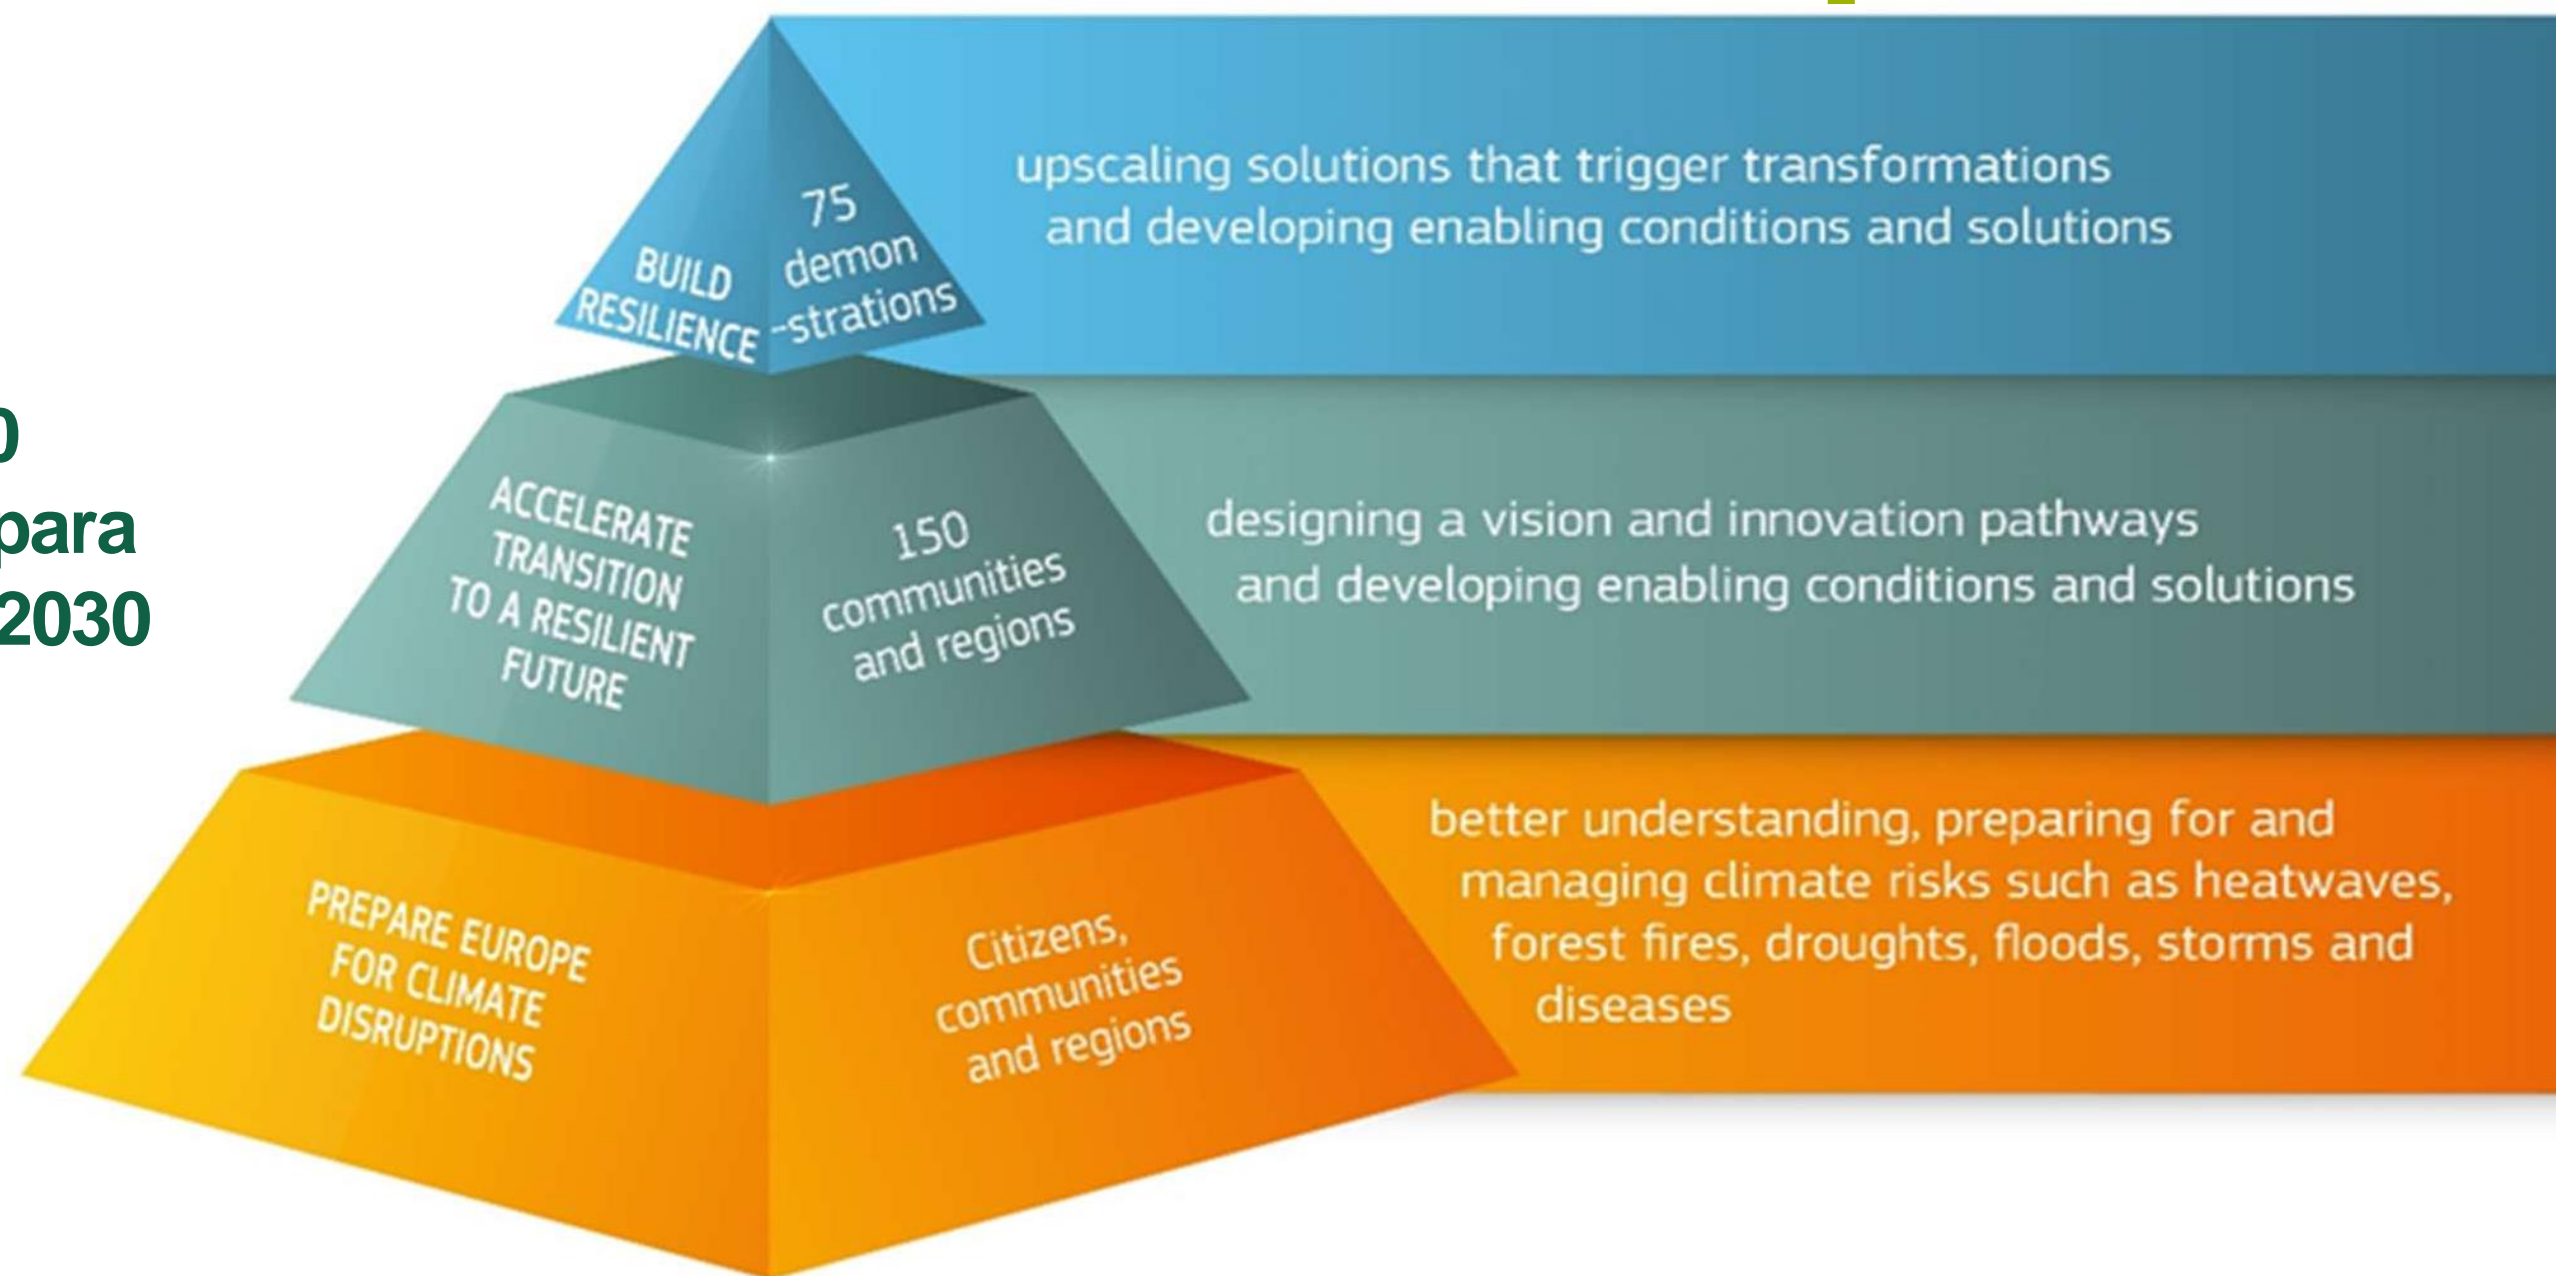 0
para
2030
BUILD
RESILIENCE
75
demon
-strations
upscaling solutions that trigger transformations
and developing enabling conditions and solutions
ACCELERATE
TRANSITION
TO A RESILIENT
FUTURE
150
communities
and regions
designing a vision and innovation pathways
and developing enabling conditions and solutions
PREPARE EUROPE
FOR CLIMATE
DISRUPTIONS
Citizens,
communities
and regions
better understanding, preparing for and
managing climate risks such as heatwaves,
forest fires, droughts, floods, storms and
diseases